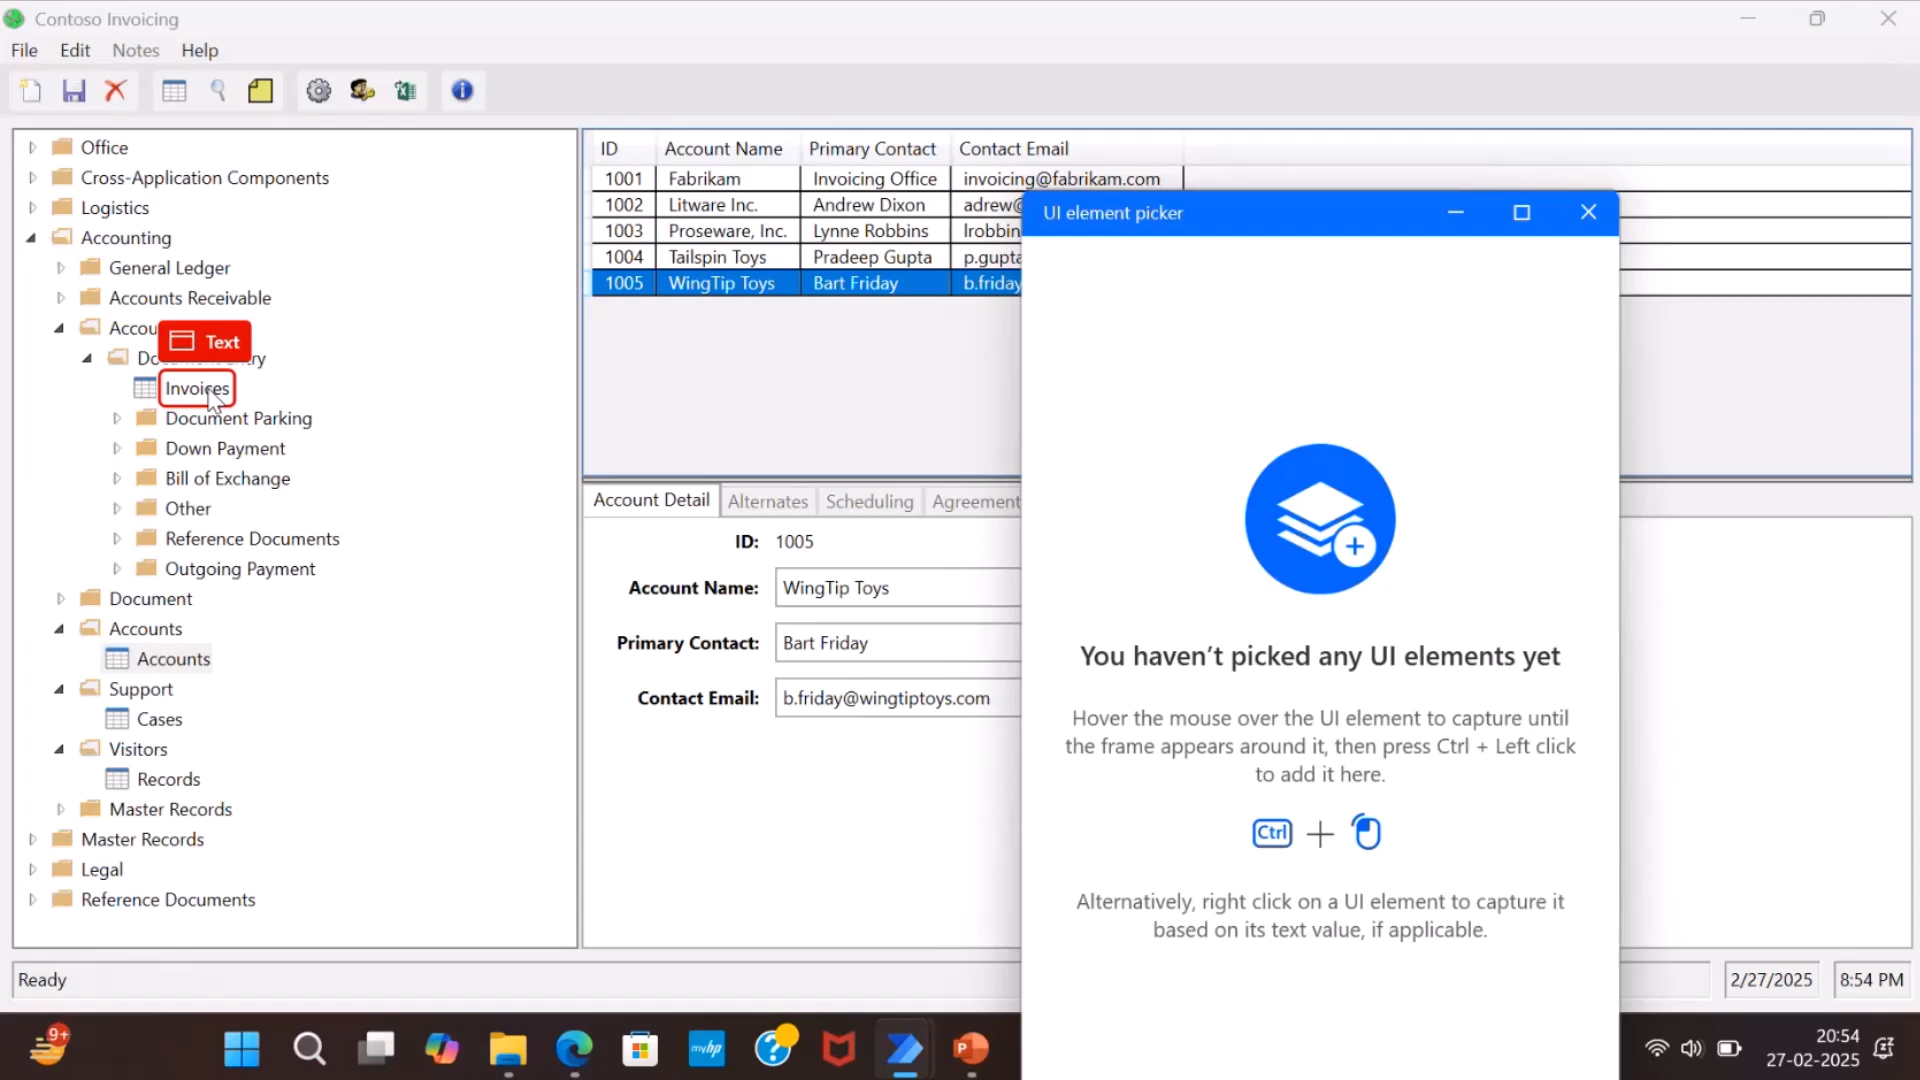 Contoso Invoicing
File Edit Notes Help
Office
Cross-Application Components
Logistics
Accounting
General Ledger
Accounts Receivable
Accou
Text
Invoices
Document Parking
Down Payment
Bill of Exchange
Other
Reference Documents
Outgoing Payment
Document
Accounts
Accounts
Support
Cases
Visitors
Records
Master Records
Master Records
Legal
Reference Documents
ID Account Name Primary Contact Contact Email
1001 Fabrikam Invoicing Office invoicing@fabrikam.com
1002 Litware Inc. Andrew Dixon adrew@
1003 Proseware, Inc. Lynne Robbins lrobbin
1004 Tailspin Toys Pradeep Gupta p.gupta
1005 WingTip Toys Bart Friday b.friday
Account Detail Alternates Scheduling Agreement
ID: 1005
Account Name: WingTip Toys
Primary Contact: Bart Friday
Contact Email: b.friday@wingtiptoys.com
UI element picker
You haven't picked any UI elements yet
Hover the mouse over the UI element to capture until
the frame appears around it, then press Ctrl + Left click
to add it here.
Ctrl +
Alternatively, right click on a UI element to capture it
based on its text value, if applicable.
Ready
2/27/2025 8:54 PM
9+
myhp
P
20:54
27-02-2025